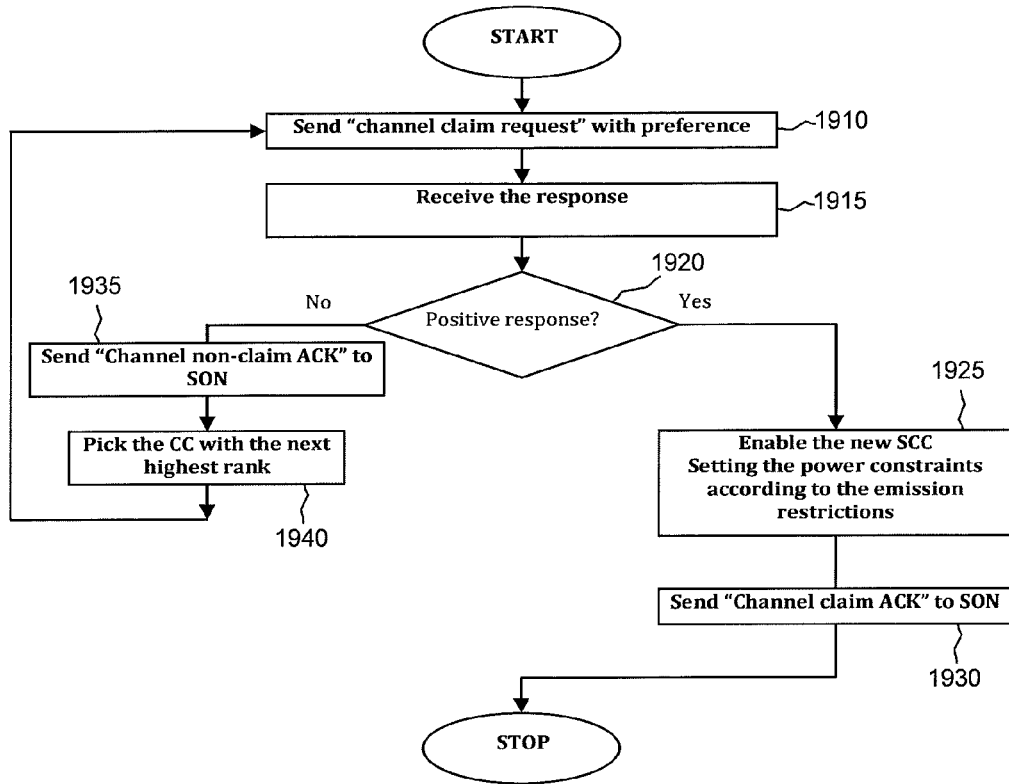 START
Send “channel claim request” with preference
1910
Receive the response
1915
1920
Positive response?
No
Yes
1935
Send “Channel non-claim ACK” to
SON
Pick the CC with the next
highest rank
1940
1925
Enable the new SCC
Setting the power constraints
according to the emission
restrictions
Send “Channel claim ACK” to SON
1930
STOP